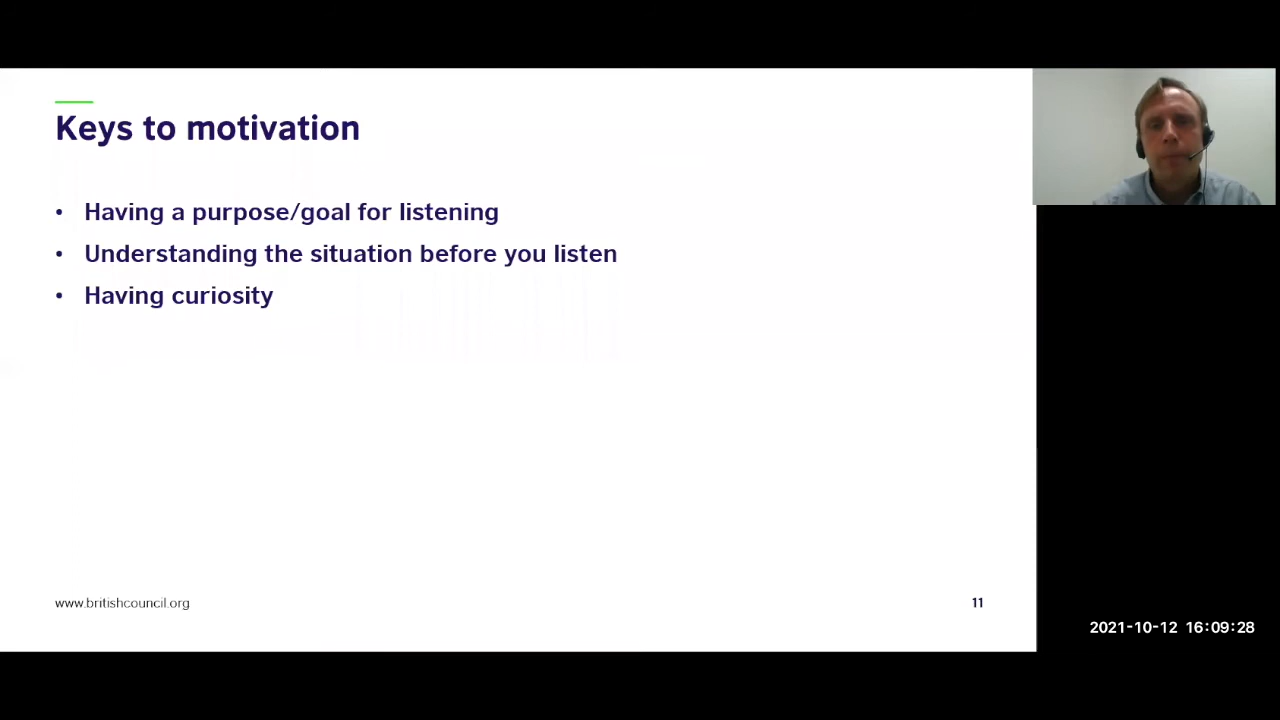 Keys to motivation
• Having a purpose/goal for listening
• Understanding the situation before you listen
• Having curiosity
www.britishcouncil.org
11
2021-10-12 16:09:28